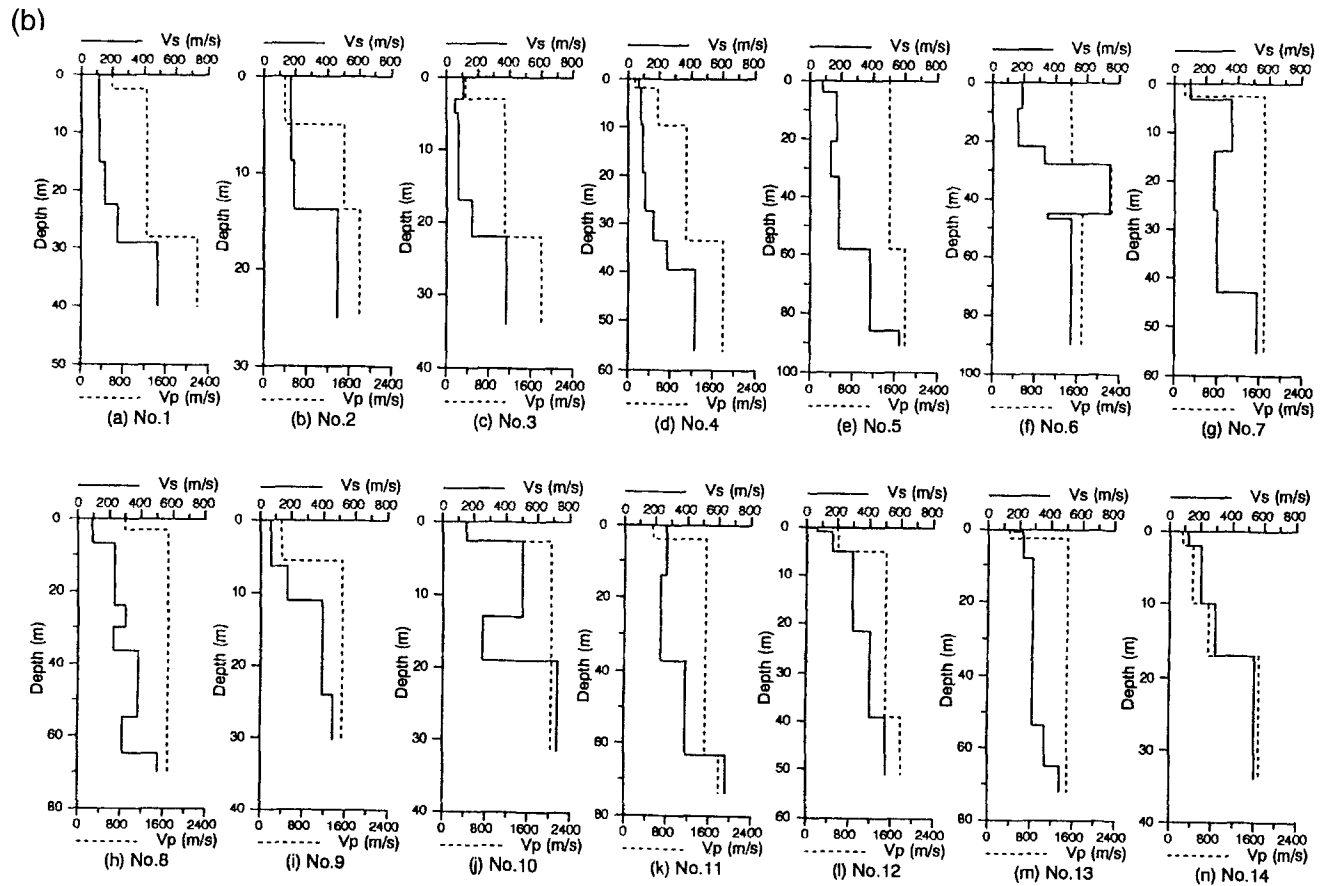 (b)
Vs (m/s)
0 200 400 600 800
0
10
20
30
40
50
Depth (m)
0 800 1600 2400
Vp (m/s)
(a) No.1
Vs (m/s)
0 200 400 600 800
0
10
20
30
Depth (m)
0 800 1600 2400
Vp (m/s)
(b) No.2
Vs (m/s)
0 200 400 600 800
0
10
20
30
40
Depth (m)
0 800 1600 2400
Vp (m/s)
(c) No.3
Vs (m/s)
0 200 400 600 800
0
10
20
30
40
50
60
Depth (m)
0 800 1600 2400
Vp (m/s)
(d) No.4
Vs (m/s)
0 200 400 600 800
0
20
40
60
80
100
Depth (m)
0 800 1600 2400
Vp (m/s)
(e) No.5
Vs (m/s)
0 200 400 600 800
0
20
40
60
80
100
Depth (m)
0 800 1600 2400
Vp (m/s)
(f) No.6
Vs (m/s)
0 200 400 600 800
0
10
20
30
40
50
60
Depth (m)
0 800 1600 2400
Vp (m/s)
(g) No.7
Vs (m/s)
0 200 400 600 800
0
20
40
60
80
Depth (m)
0 800 1600 2400
Vp (m/s)
(h) No.8
Vs (m/s)
0 200 400 600 800
0
10
20
30
40
Depth (m)
0 800 1600 2400
Vp (m/s)
(i) No.9
Vs (m/s)
0 200 400 600 800
0
10
20
30
40
Depth (m)
0 800 1600 2400
Vp (m/s)
(j) No.10
Vs (m/s)
0 200 400 600 800
0
20
40
60
80
Depth (m)
0 800 1600 2400
Vp (m/s)
(k) No.11
Vs (m/s)
0 200 400 600 800
0
10
20
30
40
50
60
Depth (m)
0 800 1600 2400
Vp (m/s)
(l) No.12
Vs (m/s)
0 200 400 600 800
0
20
40
60
80
Depth (m)
0 800 1600 2400
Vp (m/s)
(m) No.13
Vs (m/s)
0 200 400 600 800
0
10
20
30
40
Depth (m)
0 800 1600 2400
Vp (m/s)
(n) No.14